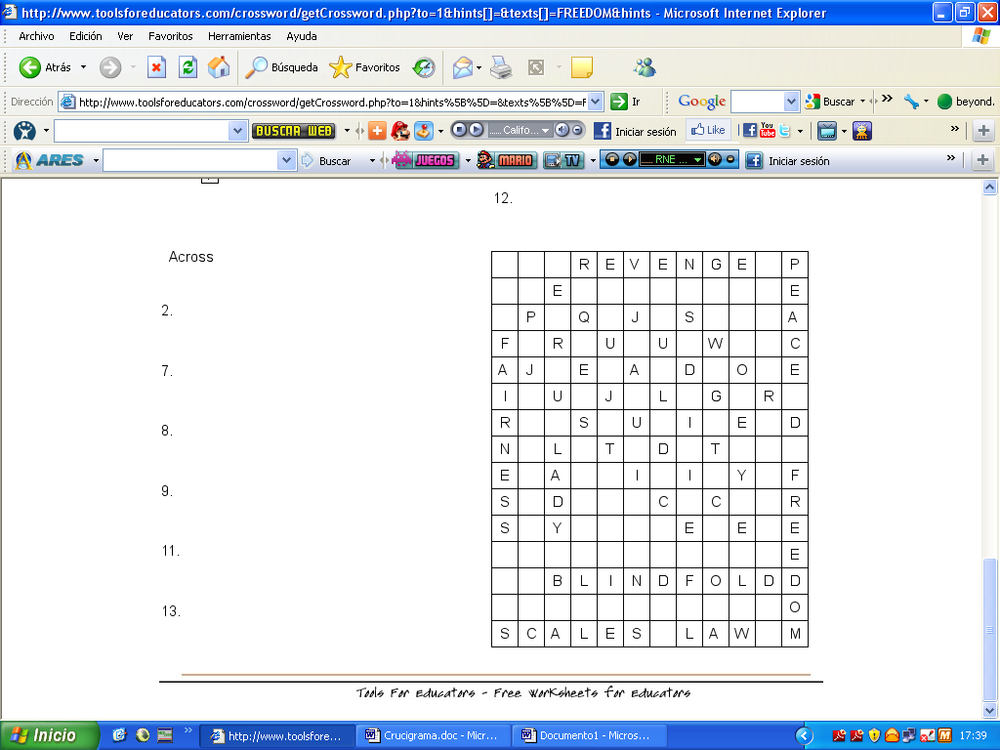 http://www.toolsforeducators.com/crossword/getCrossword.php?to=1&hints[]=&texts[]=FREEDOM&hints - Microsoft Internet Explorer
Archivo Edición Ver Favoritos Herramientas Ayuda
Atrás Búsqueda Favoritos
Dirección http://www.toolsforeducators.com/crossword/getCrossword.php?to=1&hints%5B%5D=&texts%5B%5D=F Ir Google Buscar beyond.
BUSCAR WEB ..... Califo... Iniciar sesión Like You Tube
ARES Buscar JUEGOS MARIO TV RNE ... Iniciar sesión
12.
Across
2.
7.
8.
9.
11.
13.
R E V E N G E P
E E
P Q J S A
F R U U W C
A J E A D O E
I U J L G R
R S U I E D
N L T D T
E A I I Y F
S D C C R
S Y E E E
E
B L I N D F O L D D
O
S C A L E S L A W M
Tools For Educators - Free Worksheets for Educators
Inicio http://www.toolsfore... Crucigrama.doc - Micr... Documento1 - Micros... 17:39